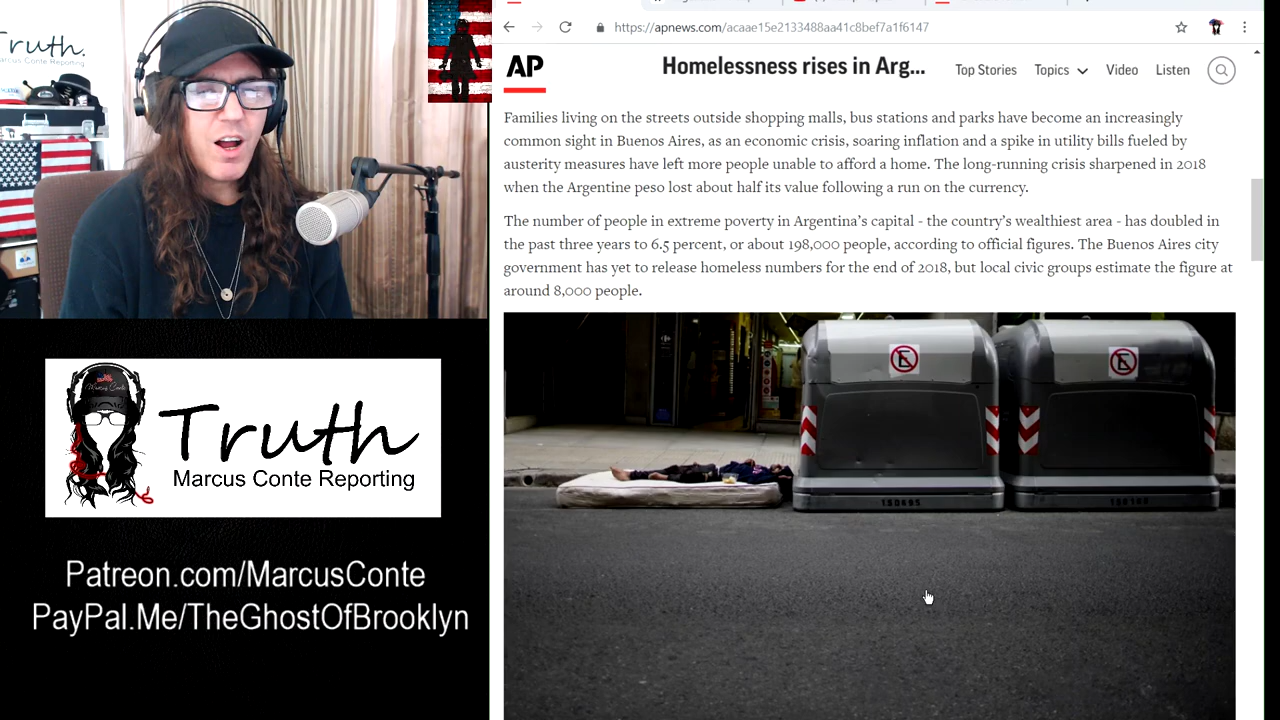 Truth.
Marcus Conte Reporting
https://apnews.com/acaae15e2133488aa41c8bef7a1f6147
AP
Homelessness rises in Arg...
Top Stories
Topics
Video
Listen
Families living on the streets outside shopping malls, bus stations and parks have become an increasingly
common sight in Buenos Aires, as an economic crisis, soaring inflation and a spike in utility bills fueled by
austerity measures have left more people unable to afford a home. The long-running crisis sharpened in 2018
when the Argentine peso lost about half its value following a run on the currency.
The number of people in extreme poverty in Argentina’s capital - the country’s wealthiest area - has doubled in
the past three years to 6.5 percent, or about 198,000 people, according to official figures. The Buenos Aires city
government has yet to release homeless numbers for the end of 2018, but local civic groups estimate the figure at
around 8,000 people.
E
E
Marcus Conte
Truth
Marcus Conte Reporting
Patreon.com/MarcusConte
PayPal.Me/TheGhostOfBrooklyn